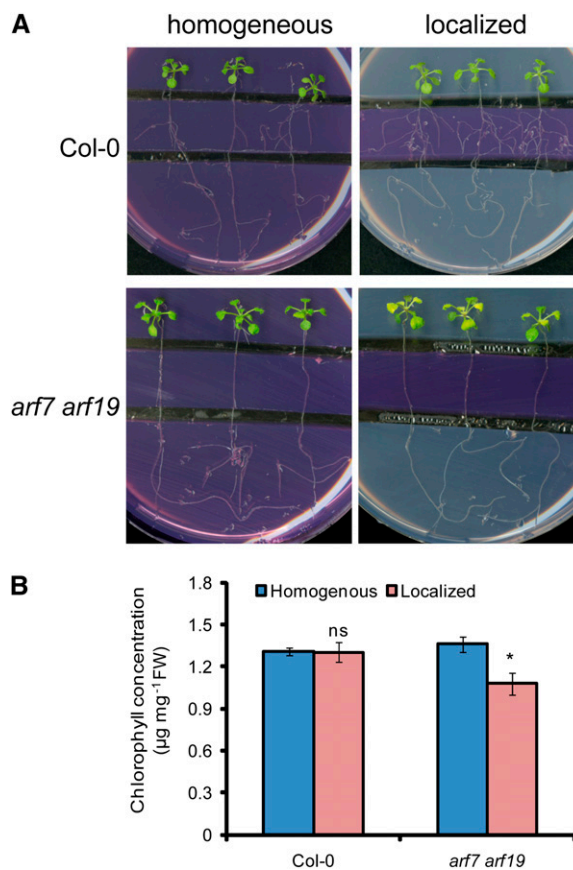 A
homogeneous localized
Col-0
arf7 arf19
B
Homogenous Localized
Chlorophyll concentration
(µg mg⁻¹FW)
1.8
1.5
1.2
0.9
0.6
0.3
0
ns
*
Col-0 arf7 arf19